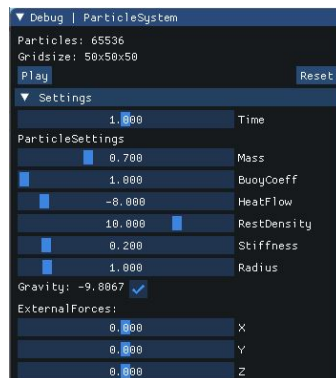 ▼ Debug | ParticleSystem
Particles: 65536
Gridsize: 50x50x50
Play Reset
▼ Settings
1.000 Time
ParticleSettings
0.700 Mass
1.000 BuoyCoeff
-8.000 HeatFlow
10.000 RestDensity
0.200 Stiffness
1.000 Radius
Gravity: -9.8067 ✓
ExternalForces:
0.000 X
0.000 Y
0.000 Z